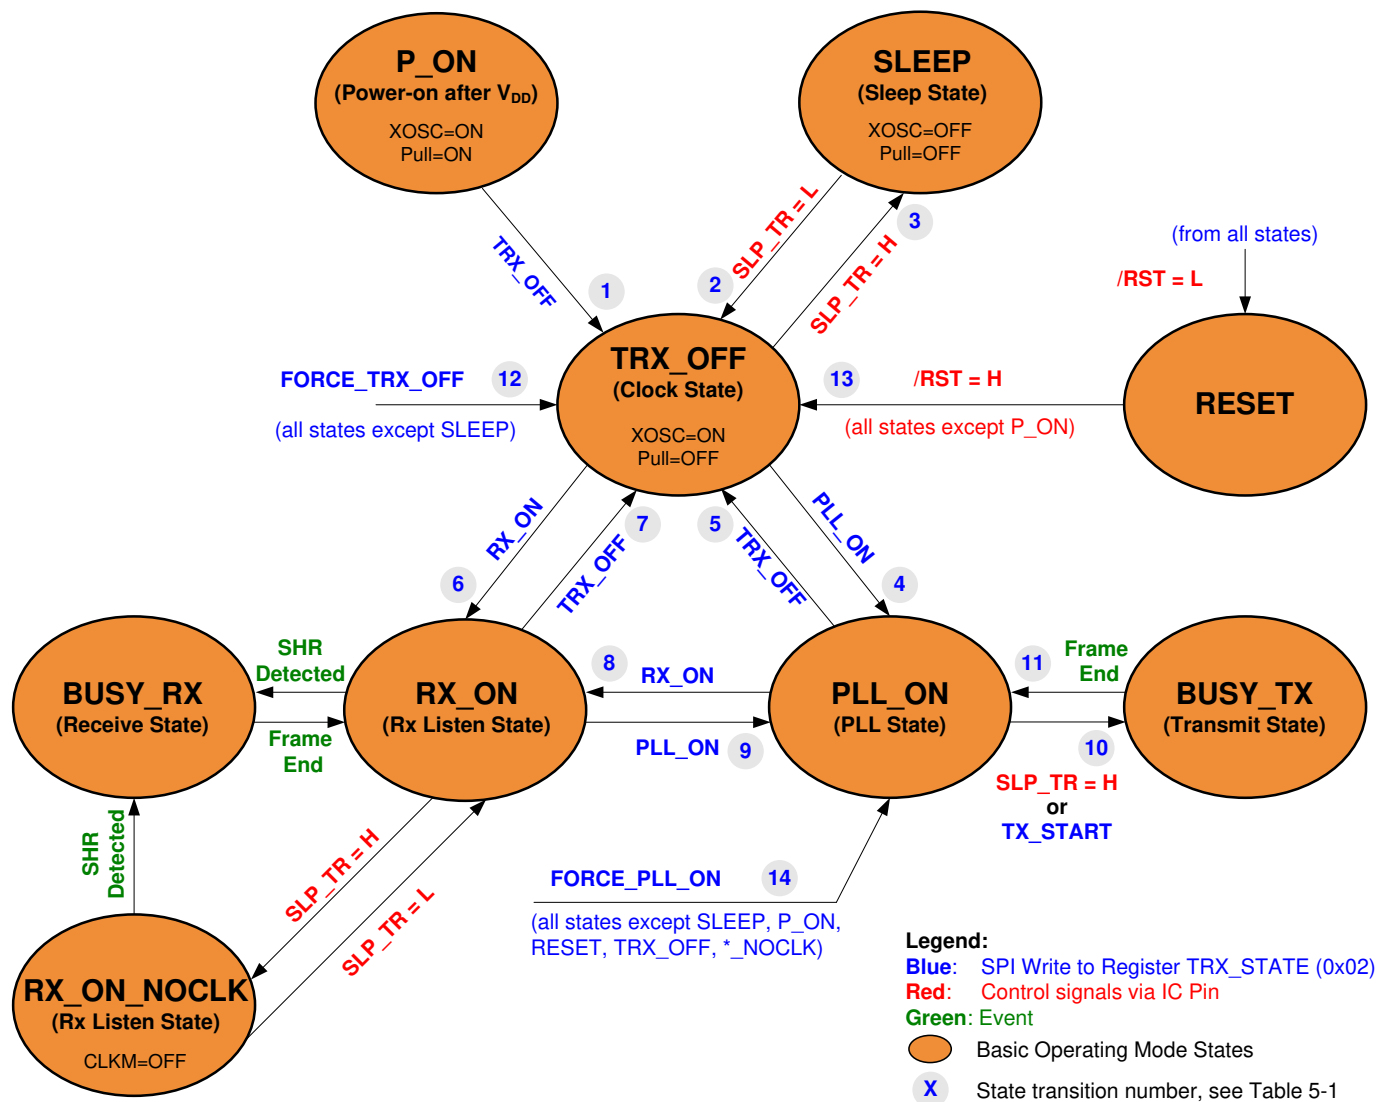 P_ON
(Power-on after VDD)
XOSC=ON
Pull=ON
SLEEP
(Sleep State)
XOSC=OFF
Pull=OFF
TRX_OFF
1
2
SLP_TR = L
SLP_TR = H
3
(from all states)
/RST = L
TRX_OFF
(Clock State)
XOSC=ON
Pull=OFF
FORCE_TRX_OFF
12
(all states except SLEEP)
13
/RST = H
(all states except P_ON)
RESET
RX_ON
6
TRX_OFF
7
5
TRX_OFF
PLL_ON
4
BUSY_RX
(Receive State)
SHR
Detected
Frame
End
RX_ON
(Rx Listen State)
8
RX_ON
PLL_ON
9
PLL_ON
(PLL State)
11
Frame
End
10
SLP_TR = H
or
TX_START
BUSY_TX
(Transmit State)
SHR
Detected
SLP_TR = H
SLP_TR = L
FORCE_PLL_ON
14
(all states except SLEEP, P_ON,
RESET, TRX_OFF, *_NOCLK)
RX_ON_NOCLK
(Rx Listen State)
CLKM=OFF
Legend:
Blue: SPI Write to Register TRX_STATE (0x02)
Red: Control signals via IC Pin
Green: Event
Basic Operating Mode States
X State transition number, see Table 5-1